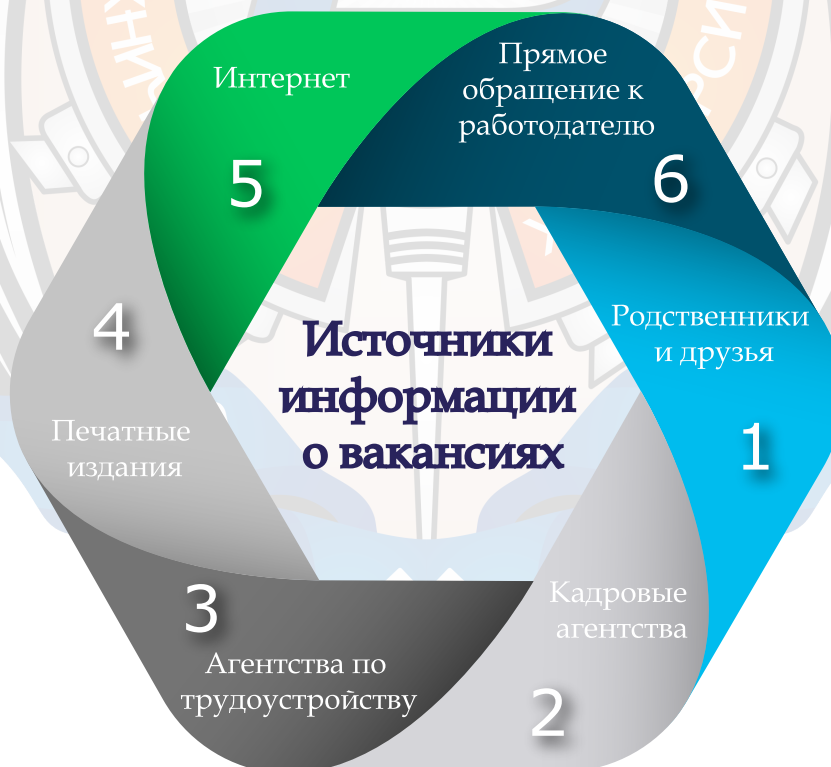 Источники
информации
о вакансиях
Родственники
и друзья
1
Кадровые
агентства
2
3
Агентства по
трудоустройству
4
Печатные
издания
Интернет
5
Прямое
обращение к
работодателю
6